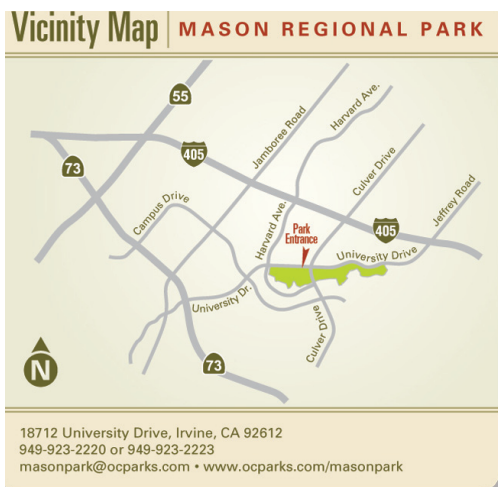 Vicinity Map | MASON REGIONAL PARK
55
Jamboree Road
Harvard Ave.
405
73
Culver Drive
Campus Drive
Jeffrey Road
Harvard Ave.
Park
Entrance
405
University Drive
University Dr.
Culver Drive
73
N
18712 University Drive, Irvine, CA 92612
949-923-2220 or 949-923-2223
masonpark@ocparks.com • www.ocparks.com/masonpark